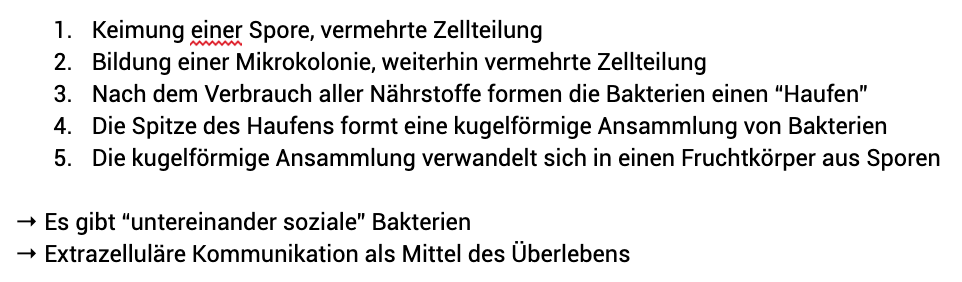 1. Keimung einer Spore, vermehrte Zellteilung
2. Bildung einer Mikrokolonie, weiterhin vermehrte Zellteilung
3. Nach dem Verbrauch aller Nährstoffe formen die Bakterien einen “Haufen”
4. Die Spitze des Haufens formt eine kugelförmige Ansammlung von Bakterien
5. Die kugelförmige Ansammlung verwandelt sich in einen Fruchtkörper aus Sporen
→ Es gibt “untereinander soziale” Bakterien
→ Extrazelluläre Kommunikation als Mittel des Überlebens